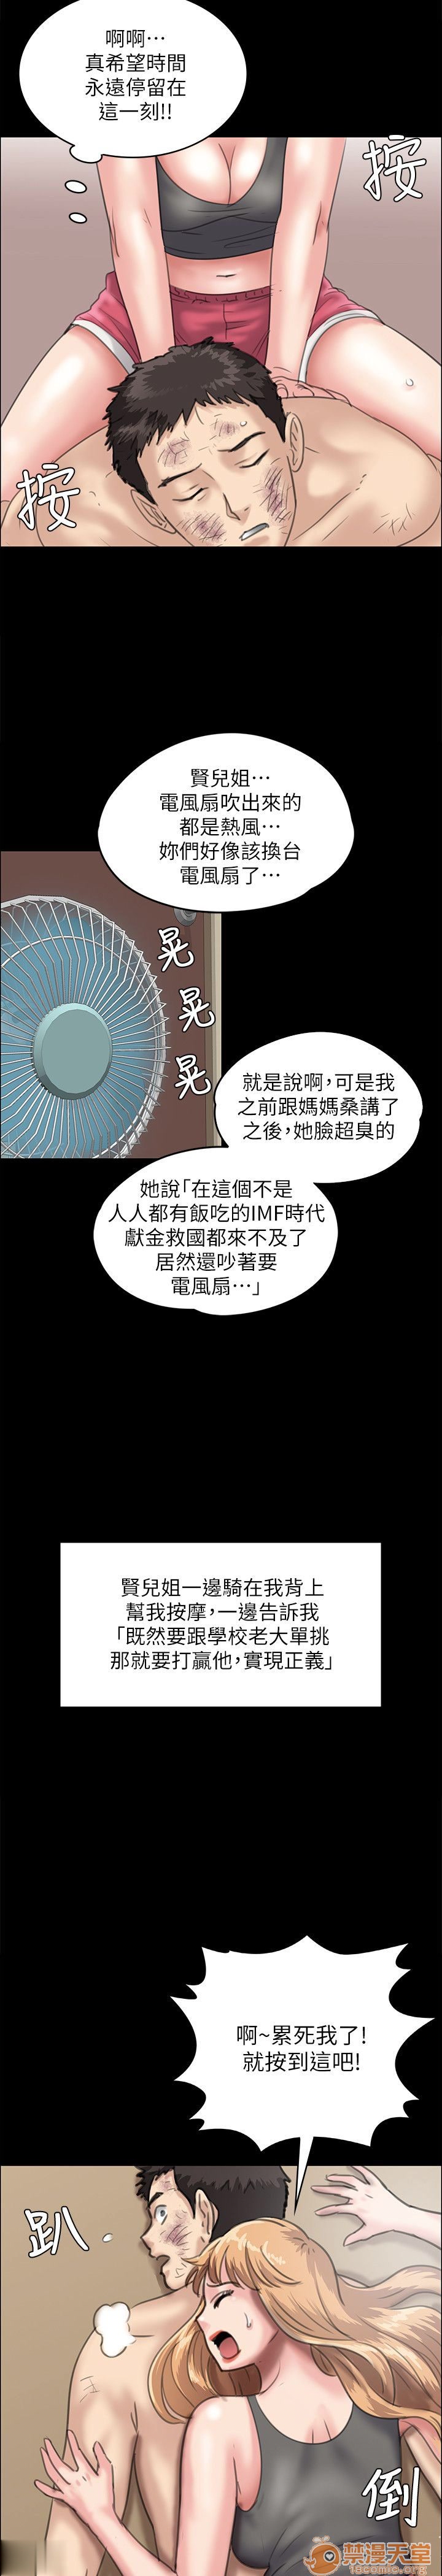 啊啊…
真希望時間
永遠停留在
這一刻!!
按
按
賢兒姐…
電風扇吹出來的
都是熱風…
妳們好像該換台
電風扇了…
晃
晃
晃
就是說啊，可是我
之前跟媽媽桑講了
之後，她臉超臭的
她說「在這個不是
人人都有飯吃的IMF時代
獻金救國都來不及了
居然還吵著要
電風扇…」
賢兒姐一邊騎在我背上
幫我按摩，一邊告訴我
「既然要跟學校老大單挑
那就要打贏他，實現正義」
啊~累死我了!
就按到這吧!
趴
倒
禁漫天堂
18comic.org